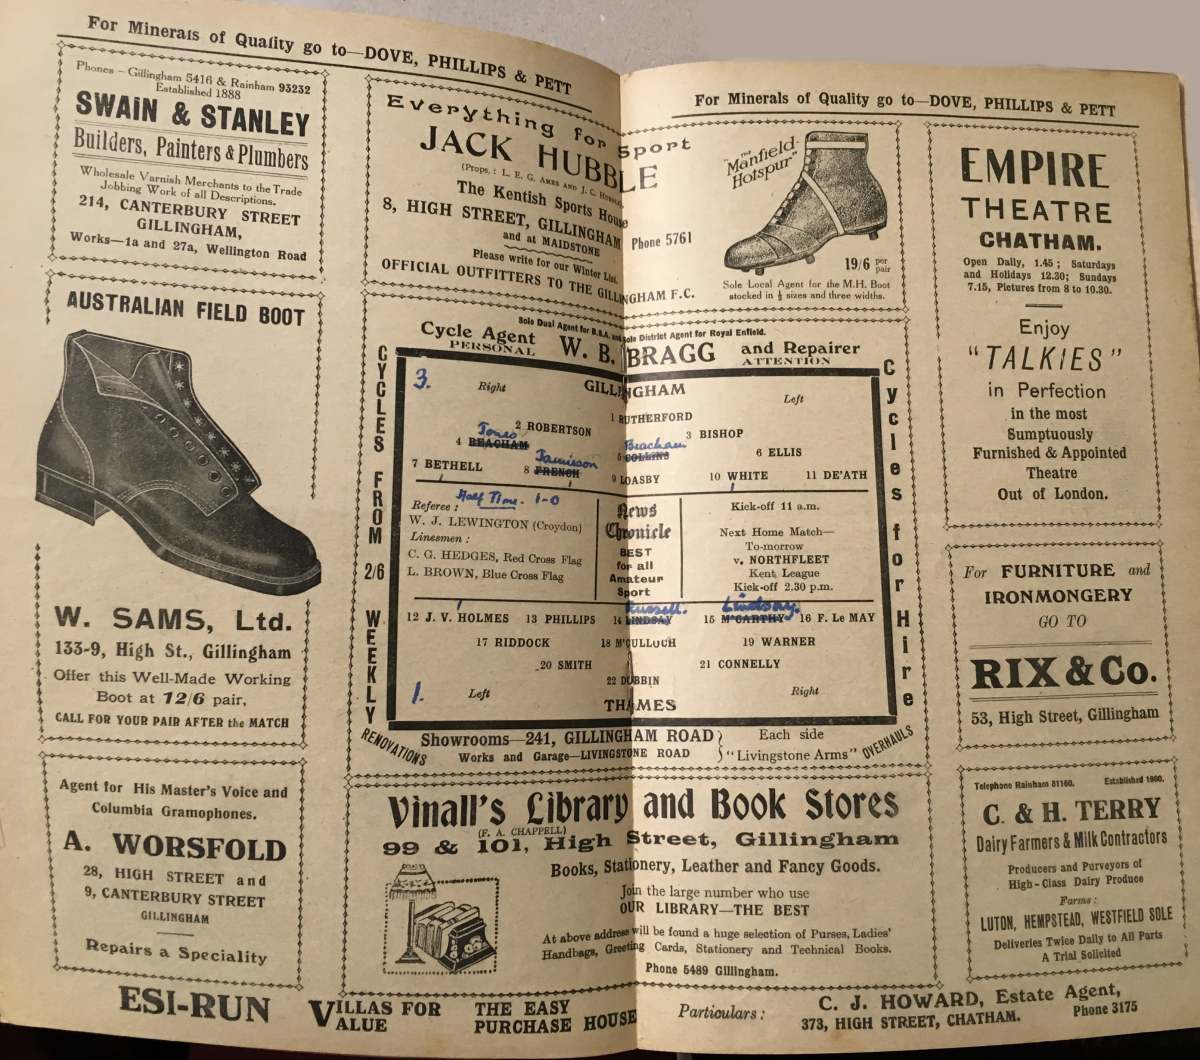 For Minerals of Quality go to—DOVE, PHILLIPS & PETT
Phones – Gillingham 5416 & Rainham 93232
Established 1888
SWAIN & STANLEY
Builders, Painters & Plumbers
Wholesale Varnish Merchants to the Trade
Jobbing Work of all Descriptions.
214, CANTERBURY STREET
GILLINGHAM,
Works—1a and 27a, Wellington Road
AUSTRALIAN FIELD BOOT
W. SAMS, Ltd.
133-9, High St., Gillingham
Offer this Well-Made Working
Boot at 12/6 pair,
CALL FOR YOUR PAIR AFTER the MATCH
Agent for His Master's Voice and
Columbia Gramophones.
A. WORSFOLD
28, HIGH STREET and
9, CANTERBURY STREET
GILLINGHAM
Repairs a Speciality
Everything for Sport
JACK HUBBLE
(Props.: L. E. G. AMES AND J. C. HUBBLE)
The Kentish Sports House
8, HIGH STREET, GILLINGHAM
Phone 5761
and at MAIDSTONE
Please write for our Winter List.
OFFICIAL OUTFITTERS TO THE GILLINGHAM F.C.
The
"Manfield-
Hotspur"
19/6 per pair
Sole Local Agent for the M.H. Boot
stocked in ½ sizes and three widths.
Sole Dual Agent for B.S.A. and
Sole District Agent for Royal Enfield.
Cycle Agent W. B. BRAGG and Repairer
PERSONAL ATTENTION
CYCLES FROM 2/6 WEEKLY
Cycles for Hire
3.
Right GILLINGHAM Left
1 RUTHERFORD
2 ROBERTSON 3 BISHOP
Jones Beacham
4 BEACHAM 5 COLLINS 6 ELLIS
Jamieson
7 BETHELL 8 FRENCH 9 LOASBY 10 WHITE 11 DE'ATH
Half Time. 1-0
Referee:
W. J. LEWINGTON (Croydon)
Linesmen:
C. G. HEDGES, Red Cross Flag
L. BROWN, Blue Cross Flag
News
Chronicle
BEST
for all
Amateur
Sport
Kick-off 11 a.m.
Next Home Match—
To-morrow
v. NORTHFLEET
Kent League
Kick-off 2.30 p.m.
Russell. Lindsay.
12 J. V. HOLMES 13 PHILLIPS 14 LINDSAY 15 M'CARTHY 16 F. Le MAY
17 RIDDOCK 18 M'CULLOCH 19 WARNER
20 SMITH 21 CONNELLY
22 DOBBIN
1.
Left THAMES Right
RENOVATIONS
Showrooms—241, GILLINGHAM ROAD
Works and Garage—LIVINGSTONE ROAD
Each side
"Livingstone Arms"
OVERHAULS
Vinall's Library and Book Stores
(F. A. CHAPPELL)
99 & 101, High Street, Gillingham
Books, Stationery, Leather and Fancy Goods.
Join the large number who use
OUR LIBRARY—THE BEST
At above address will be found a huge selection of Purses, Ladies'
Handbags, Greeting Cards, Stationery and Technical Books.
Phone 5489 Gillingham.
For Minerals of Quality go to—DOVE, PHILLIPS & PETT
EMPIRE
THEATRE
CHATHAM.
Open Daily, 1.45; Saturdays
and Holidays 12.30; Sundays
7.15, Pictures from 8 to 10.30.
Enjoy
"TALKIES"
in Perfection
in the most
Sumptuously
Furnished & Appointed
Theatre
Out of London.
For FURNITURE and
IRONMONGERY
GO TO
RIX & Co.
53, High Street, Gillingham
Telephone Rainham 81160. Established 1900.
C. & H. TERRY
Dairy Farmers & Milk Contractors
Producers and Purveyors of
High-Class Dairy Produce
Farms:
LUTON, HEMPSTEAD, WESTFIELD SOLE
Deliveries Twice Daily to All Parts
A Trial Solicited
ESI-RUN VILLAS FOR VALUE THE EASY PURCHASE HOUSE
Particulars: C. J. HOWARD, Estate Agent,
373, HIGH STREET, CHATHAM. Phone 3175